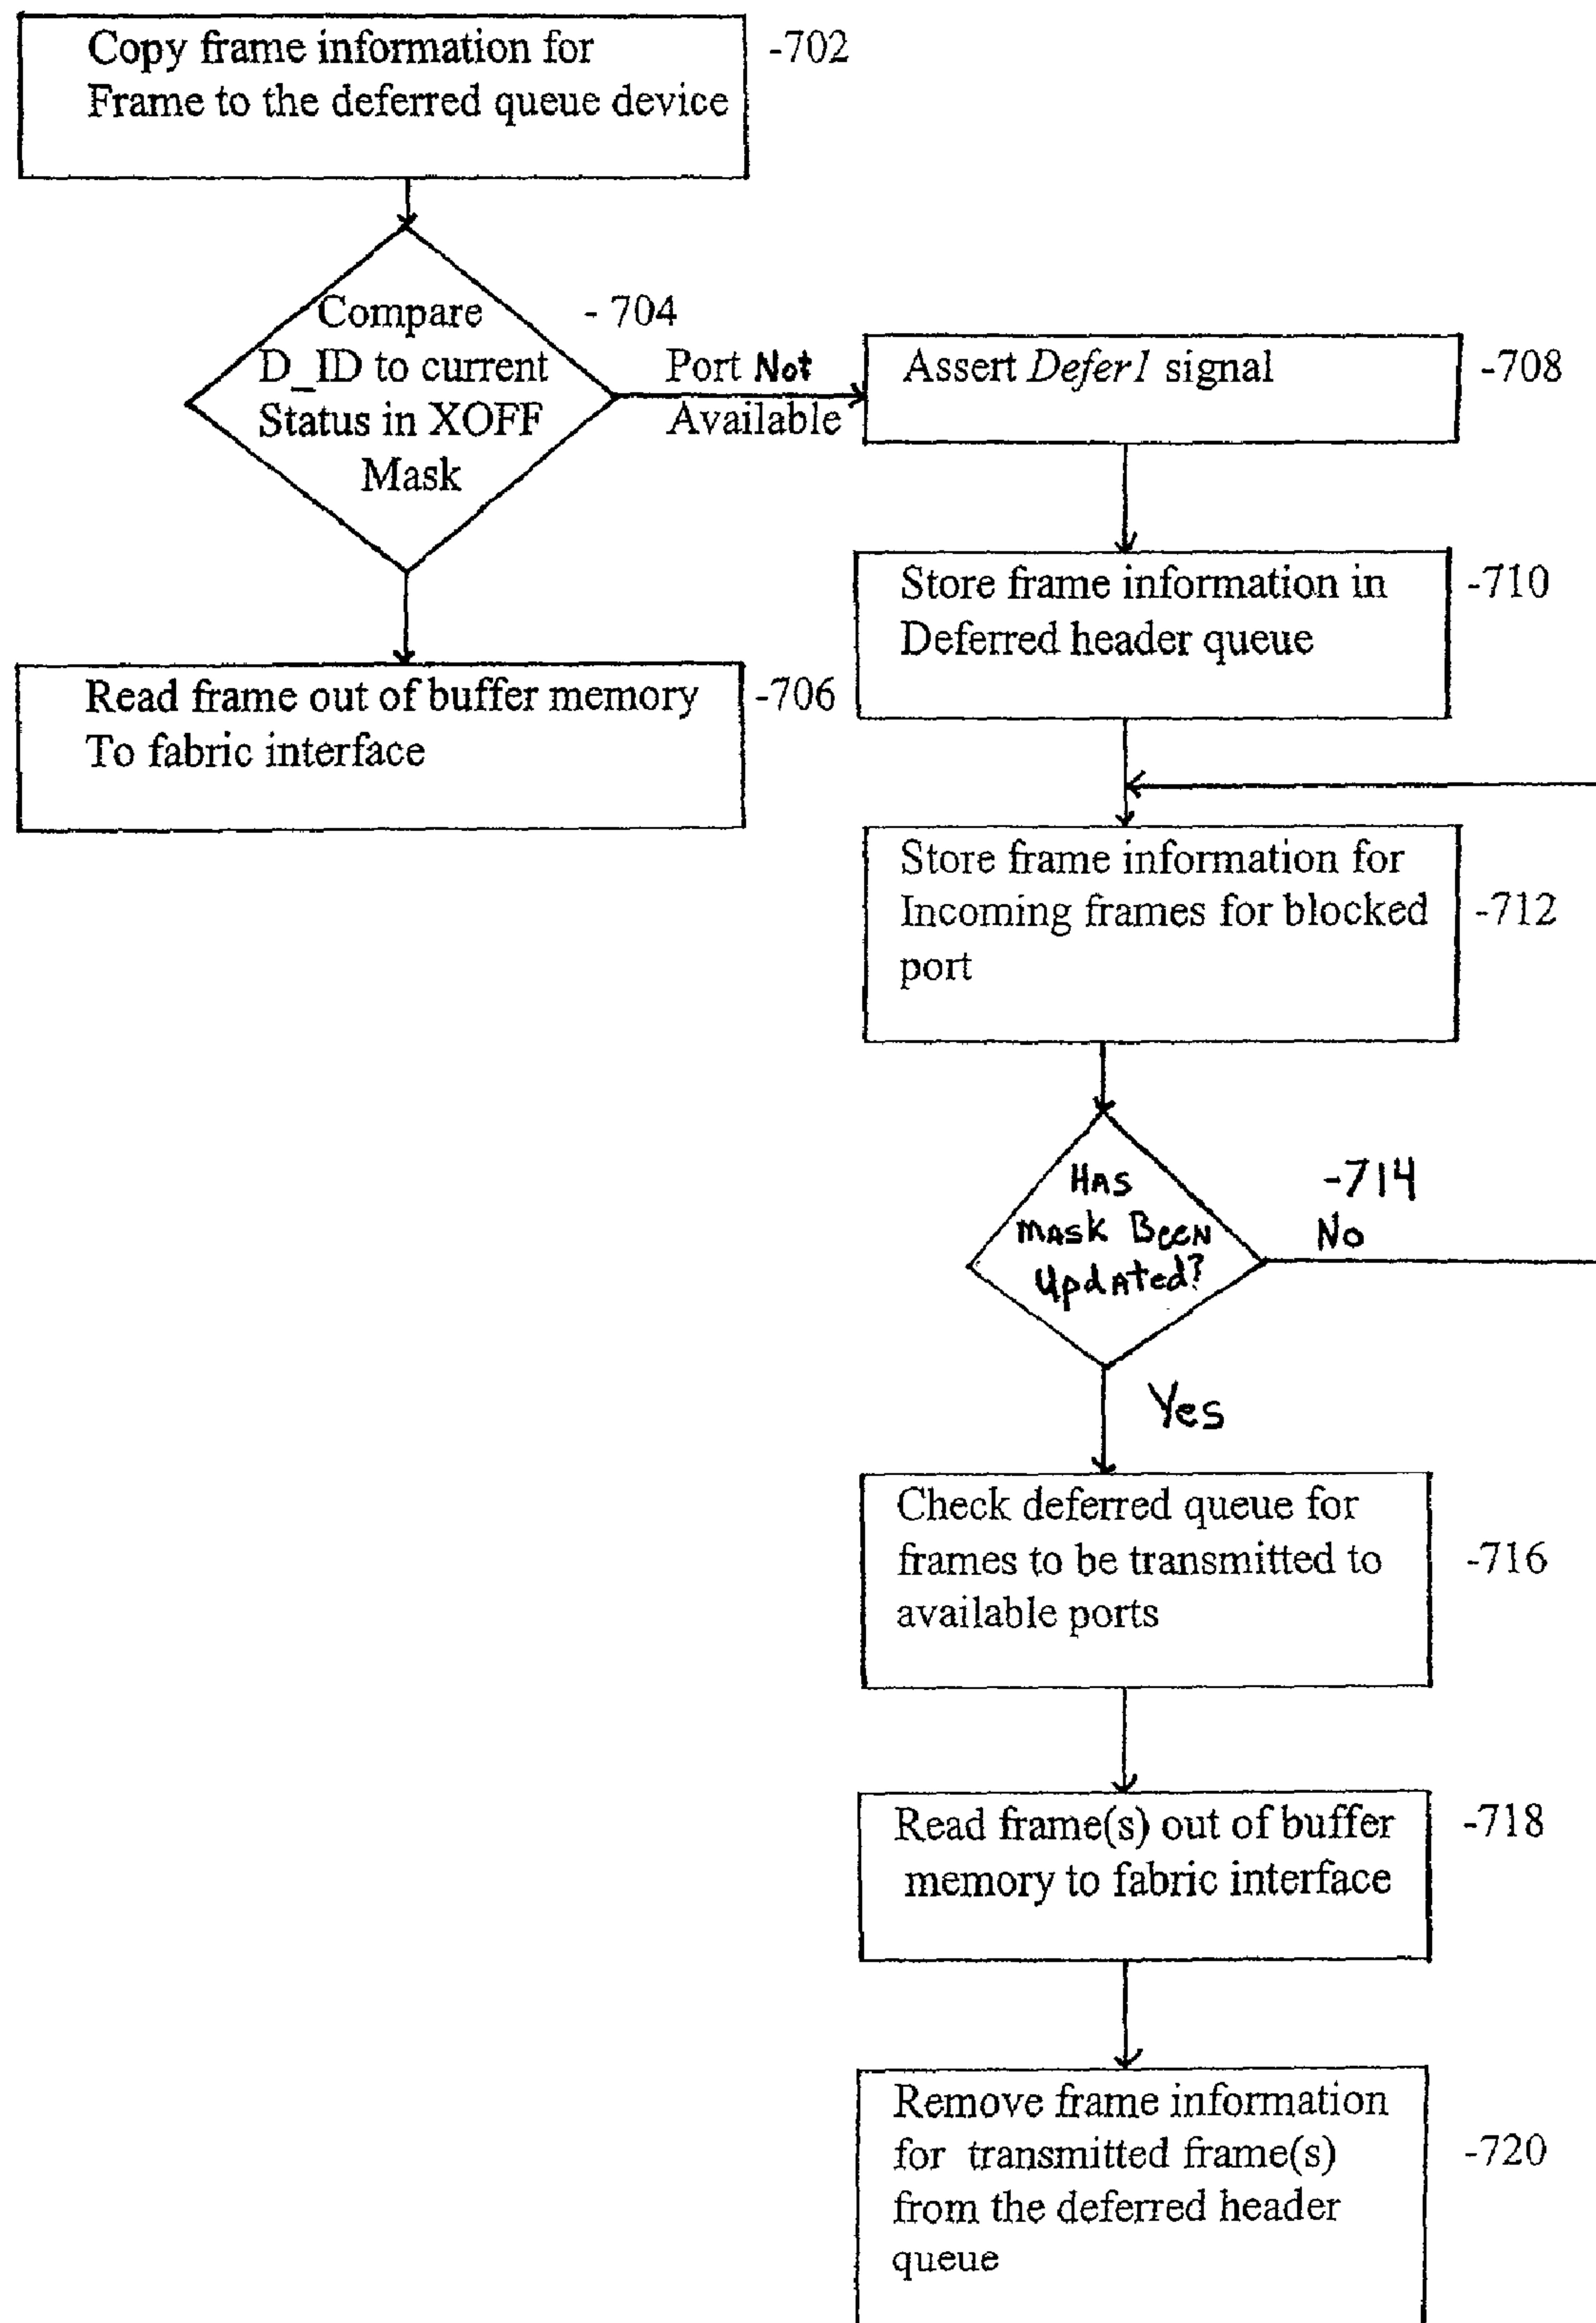 Copy frame information for
Frame to the deferred queue device
-702
Compare
D_ID to current
Status in XOFF
Mask
- 704
Port Not
Available
Assert Defer1 signal
-708
Read frame out of buffer memory
To fabric interface
-706
Store frame information in
Deferred header queue
-710
Store frame information for
Incoming frames for blocked
port
-712
HAS
MASK BEEN
UpdAted?
-714
No
Yes
Check deferred queue for
frames to be transmitted to
available ports
-716
Read frame(s) out of buffer
memory to fabric interface
-718
Remove frame information
for transmitted frame(s)
from the deferred header
queue
-720